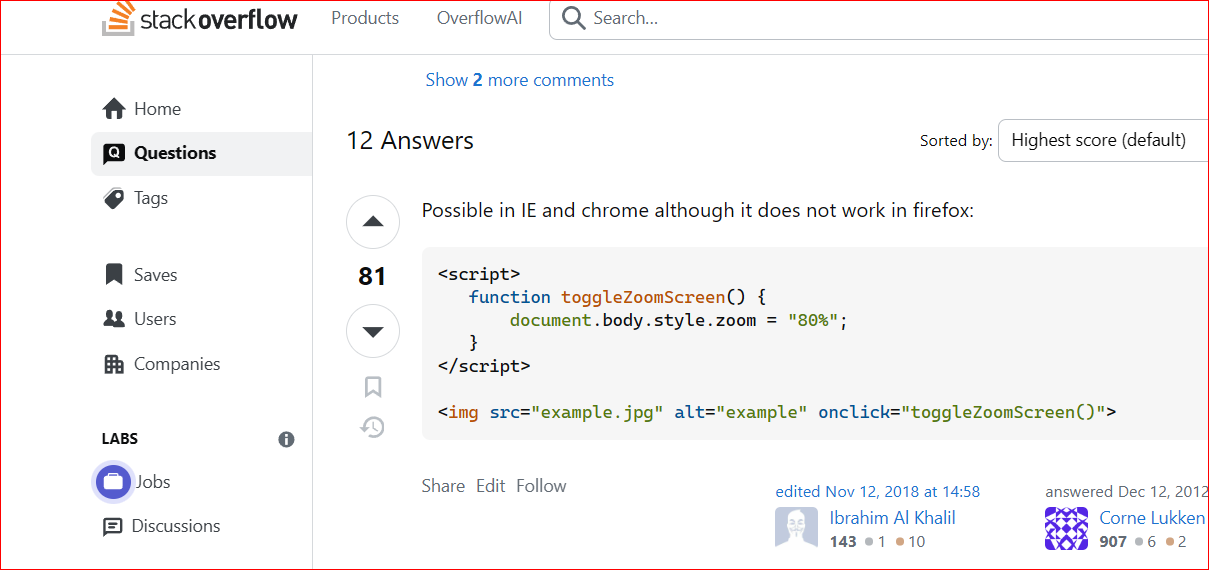 stackoverflow Products OverflowAI Search...
Show 2 more comments
Home
12 Answers
Sorted by: Highest score (default)
Questions
Tags
Possible in IE and chrome although it does not work in firefox:
81
<script>
function toggleZoomScreen() {
document.body.style.zoom = "80%";
}
</script>
<img src="example.jpg" alt="example" onclick="toggleZoomScreen()">
Saves
Users
Companies
LABS
Jobs
Discussions
Share Edit Follow
edited Nov 12, 2018 at 14:58
Ibrahim Al Khalil
143 1 10
answered Dec 12, 2012
Corne Lukken
907 6 2